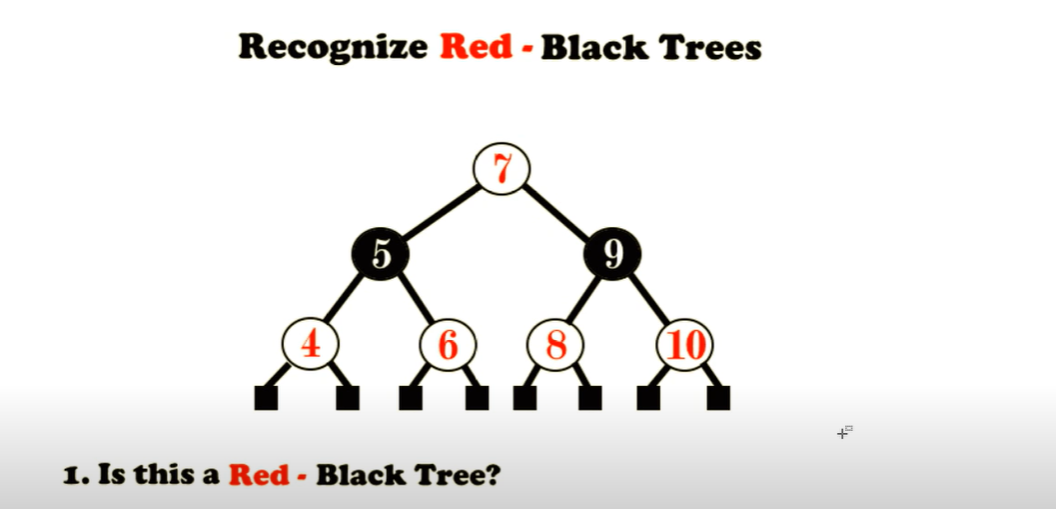 Recognize Red - Black Trees
7
5 9
4 6 8 10
1. Is this a Red - Black Tree?